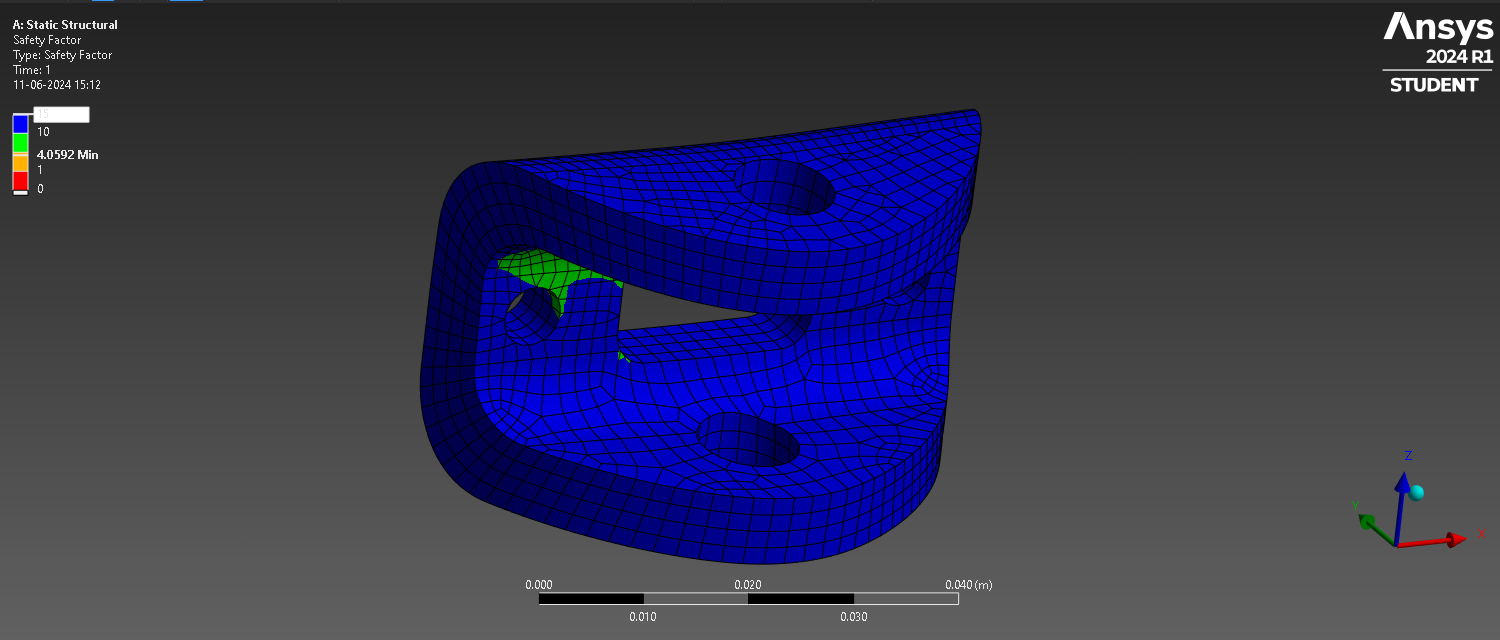 A: Static Structural
Safety Factor
Type: Safety Factor
Time: 1
11-06-2024 15:12
Ansys
2024 R1
STUDENT
15
10
4.0592 Min
1
0
0.000 0.020 0.040 (m)
0.010 0.030
Z
Y
X